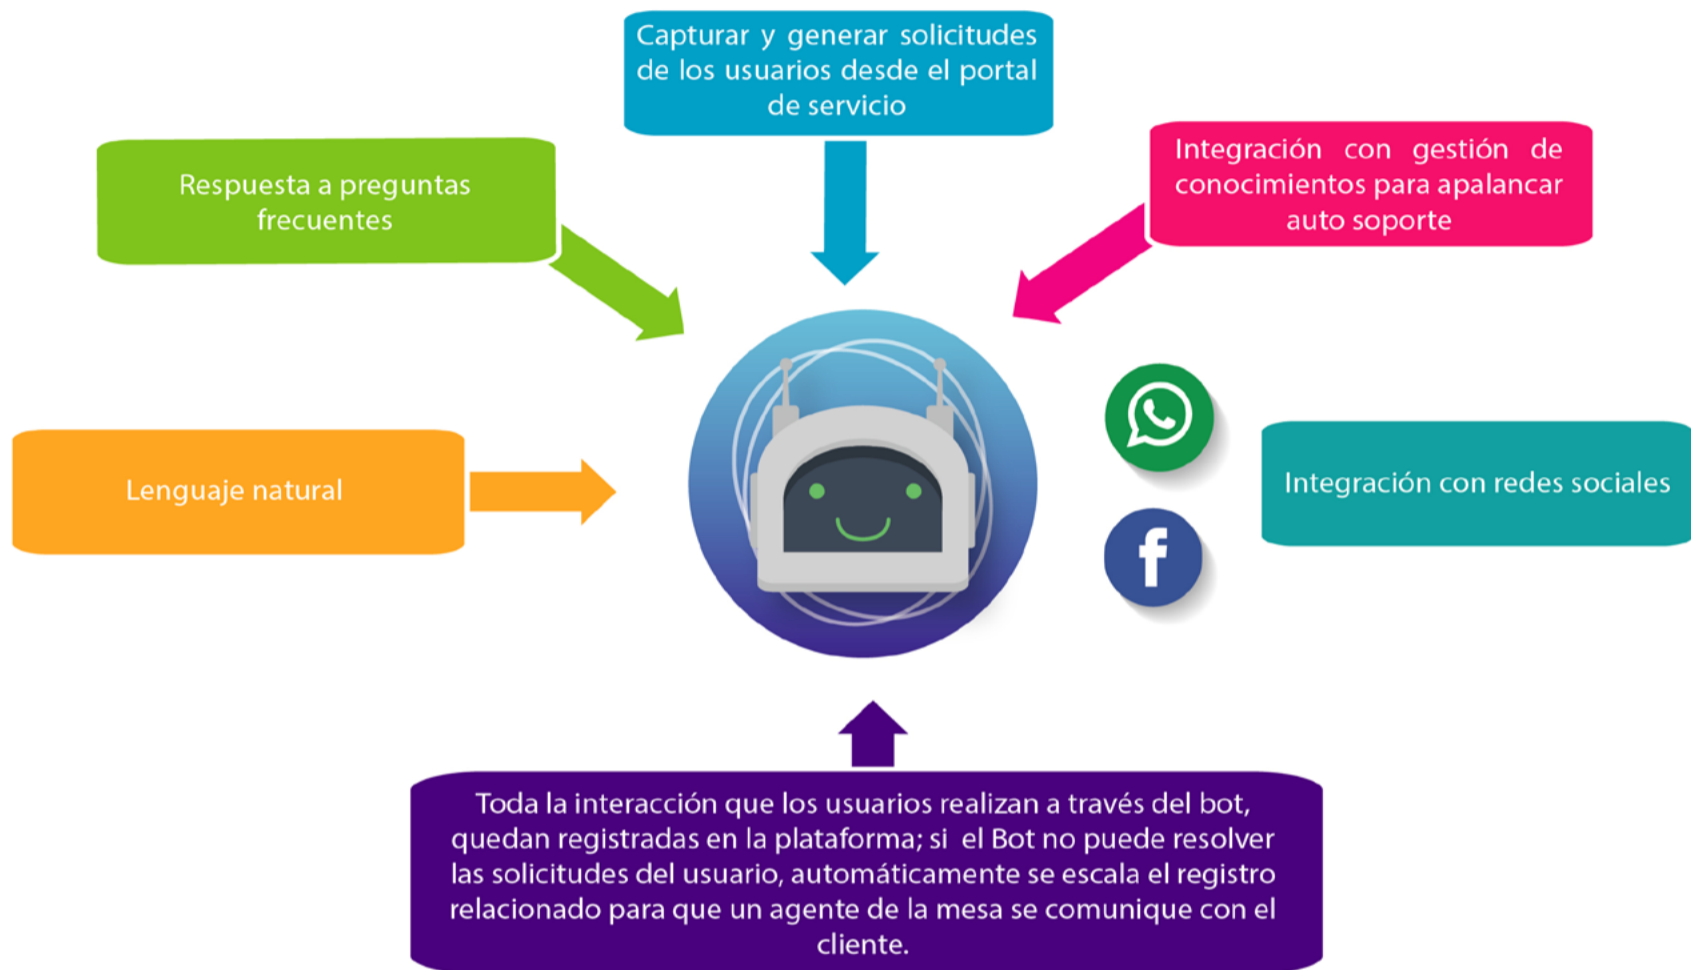 Capturar y generar solicitudes
de los usuarios desde el portal
de servicio
Respuesta a preguntas
frecuentes
Integración con gestión de
conocimientos para apalancar
auto soporte
Lenguaje natural
Integración con redes sociales
Toda la interacción que los usuarios realizan a través del bot,
quedan registradas en la plataforma; si el Bot no puede resolver
las solicitudes del usuario, automáticamente se escala el registro
relacionado para que un agente de la mesa se comunique con el
cliente.